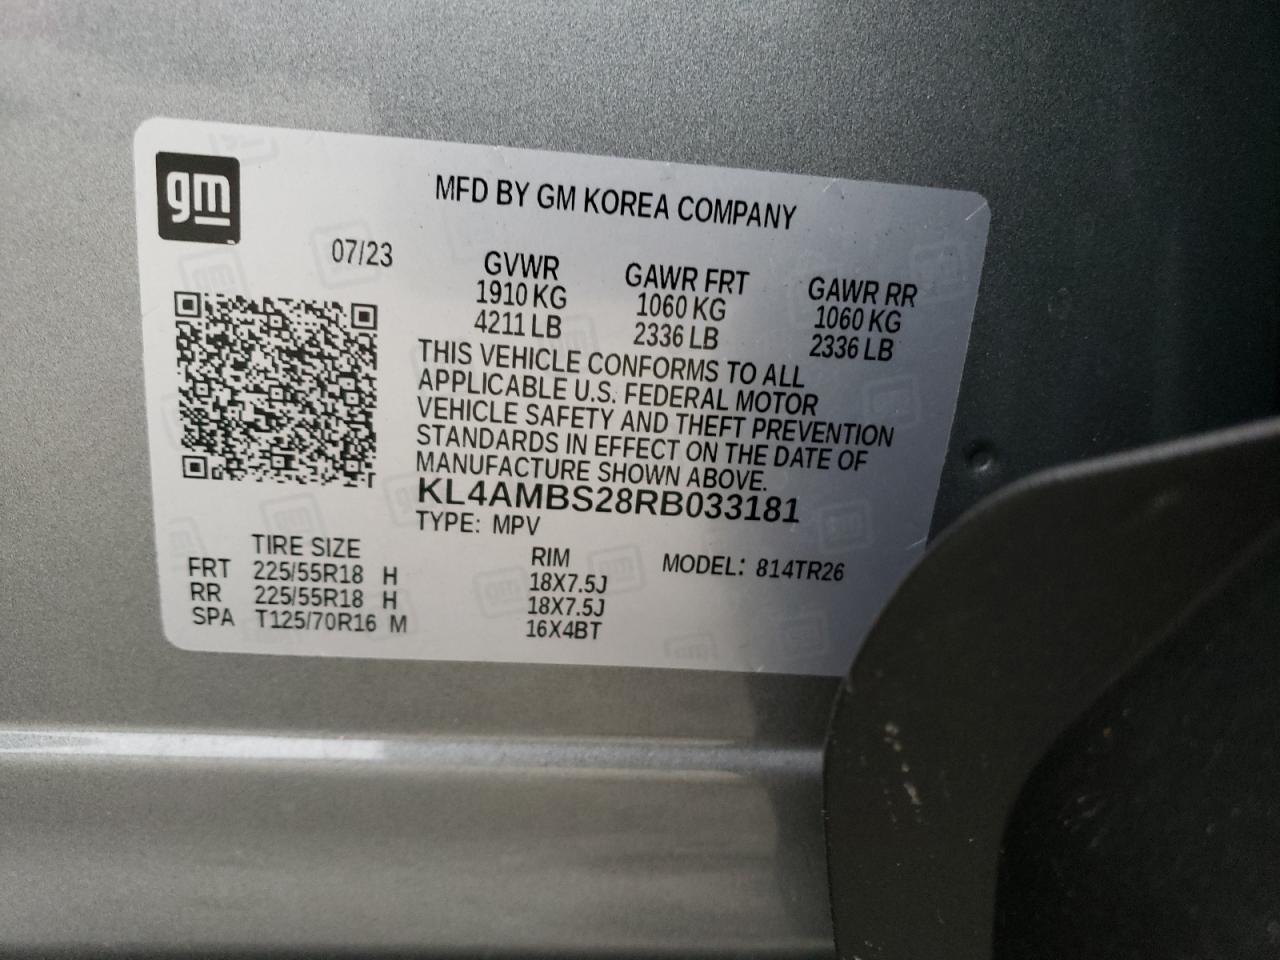 gm
MFD BY GM KOREA COMPANY
07/23
GVWR GAWR FRT GAWR RR
1910 KG 1060 KG 1060 KG
4211 LB 2336 LB 2336 LB
THIS VEHICLE CONFORMS TO ALL
APPLICABLE U.S. FEDERAL MOTOR
VEHICLE SAFETY AND THEFT PREVENTION
STANDARDS IN EFFECT ON THE DATE OF
MANUFACTURE SHOWN ABOVE.
KL4AMBS28RB033181
TYPE: MPV
TIRE SIZE RIM MODEL: 814TR26
FRT 225/55R18 H 18X7.5J
RR 225/55R18 H 18X7.5J
SPA T125/70R16 M 16X4BT